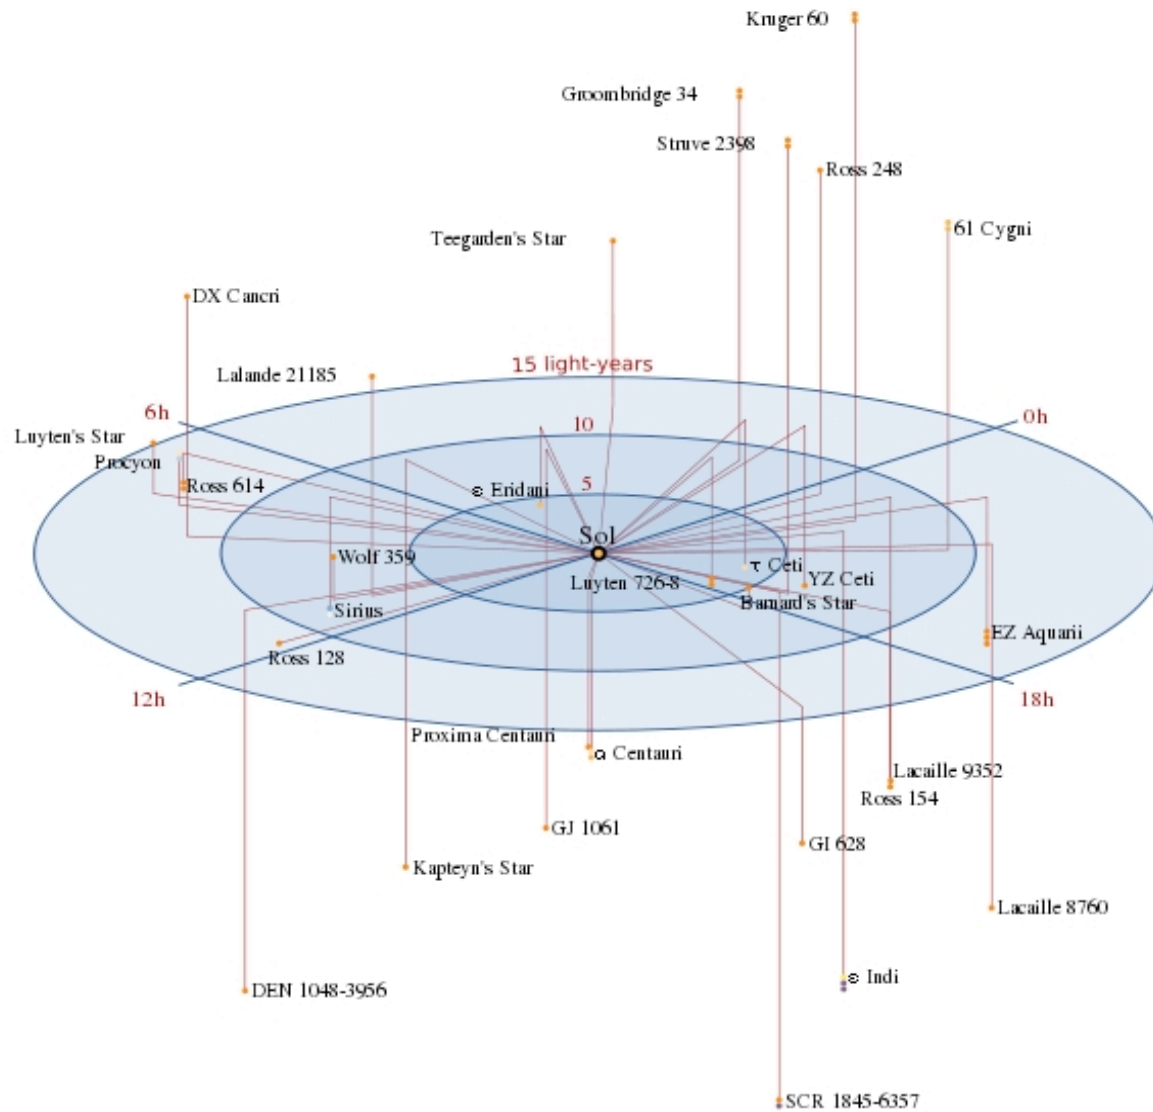 Kruger 60
Groombridge 34
Struve 2398
Ross 248
61 Cygni
Teegarden's Star
DX Cancri
15 light-years
Lalande 21185
6h
0h
10
Luyten's Star
Procyon
Ross 614
ε Eridani
5
Sol
Wolf 359
τ Ceti
Luyten 726-8
YZ Ceti
Barnard's Star
Sirius
EZ Aquarii
Ross 128
12h
18h
Proxima Centauri
α Centauri
Lacaille 9352
Ross 154
GJ 1061
Gl 628
Kapteyn's Star
Lacaille 8760
ε Indi
DEN 1048-3956
SCR 1845-6357